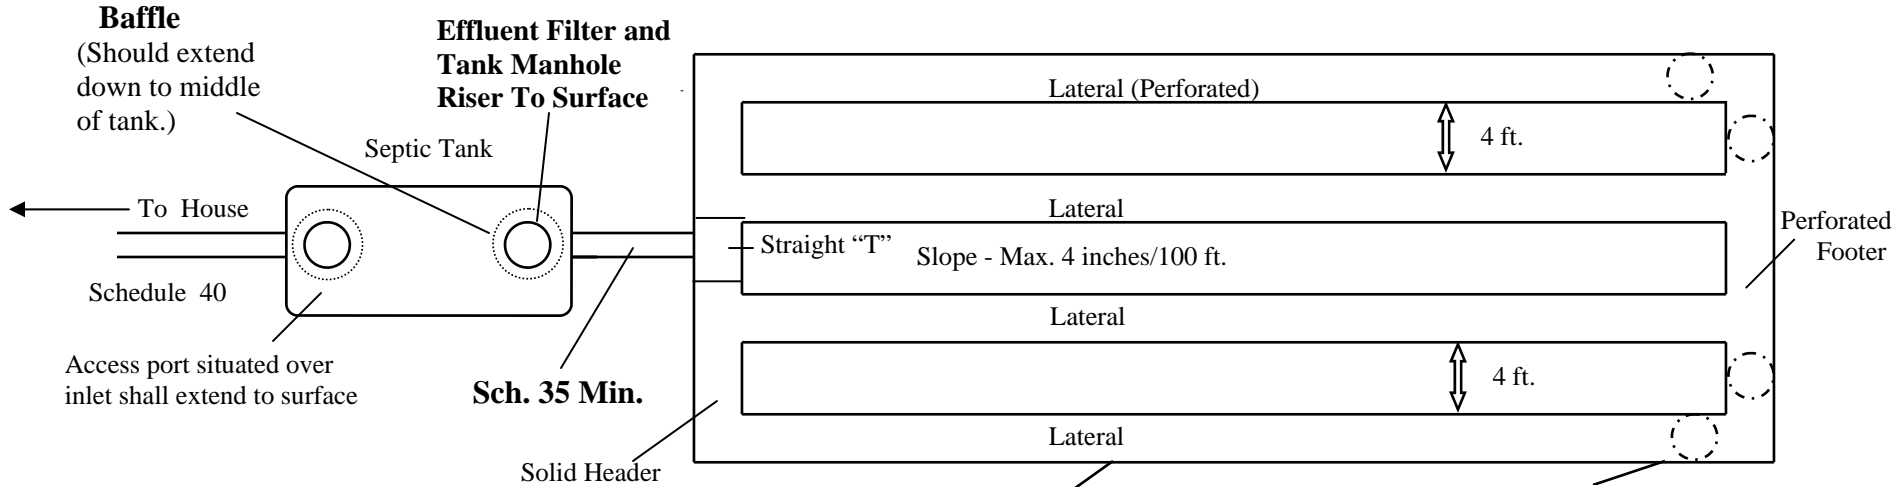 Baffle
(Should extend
down to middle
of tank.)
Effluent Filter and
Tank Manhole
Riser To Surface
Septic Tank
To House
Schedule 40
Access port situated over
inlet shall extend to surface
Sch. 35 Min.
Solid Header
Lateral (Perforated)
4 ft.
Lateral
Straight “T”
Slope - Max. 4 inches/100 ft.
Perforated
Footer
Lateral
4 ft.
Lateral